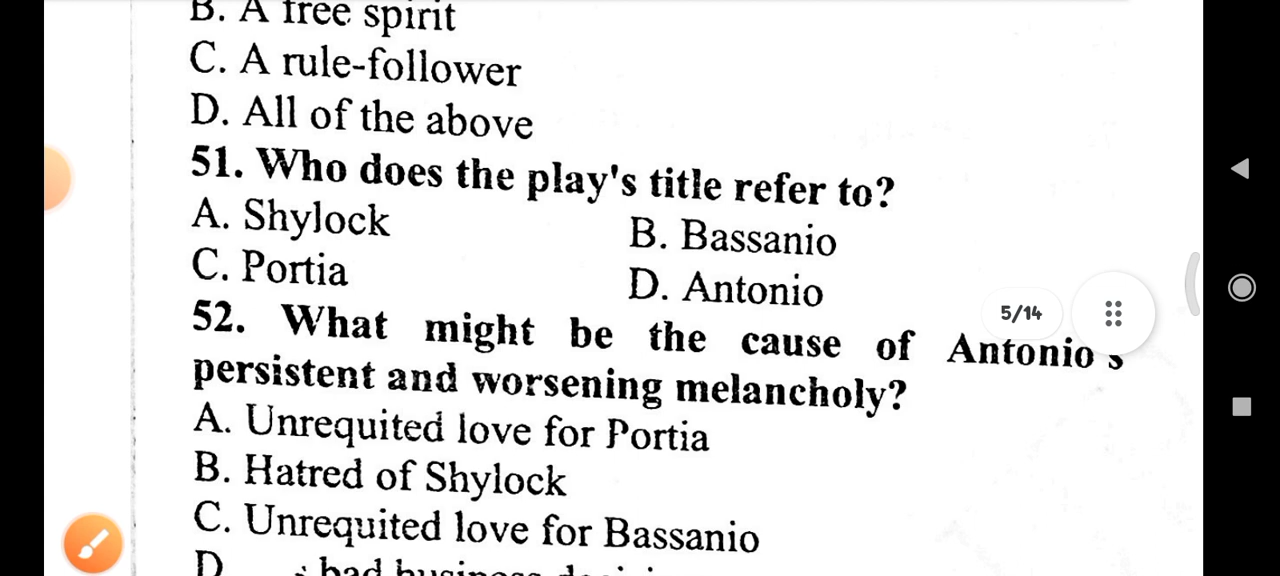 B. A free spirit
C. A rule-follower
D. All of the above
51. Who does the play's title refer to?
A. Shylock
B. Bassanio
C. Portia
D. Antonio
5/14
52. What might be the cause of Antonio's
persistent and worsening melancholy?
A. Unrequited love for Portia
B. Hatred of Shylock
C. Unrequited love for Bassanio
D. bad business